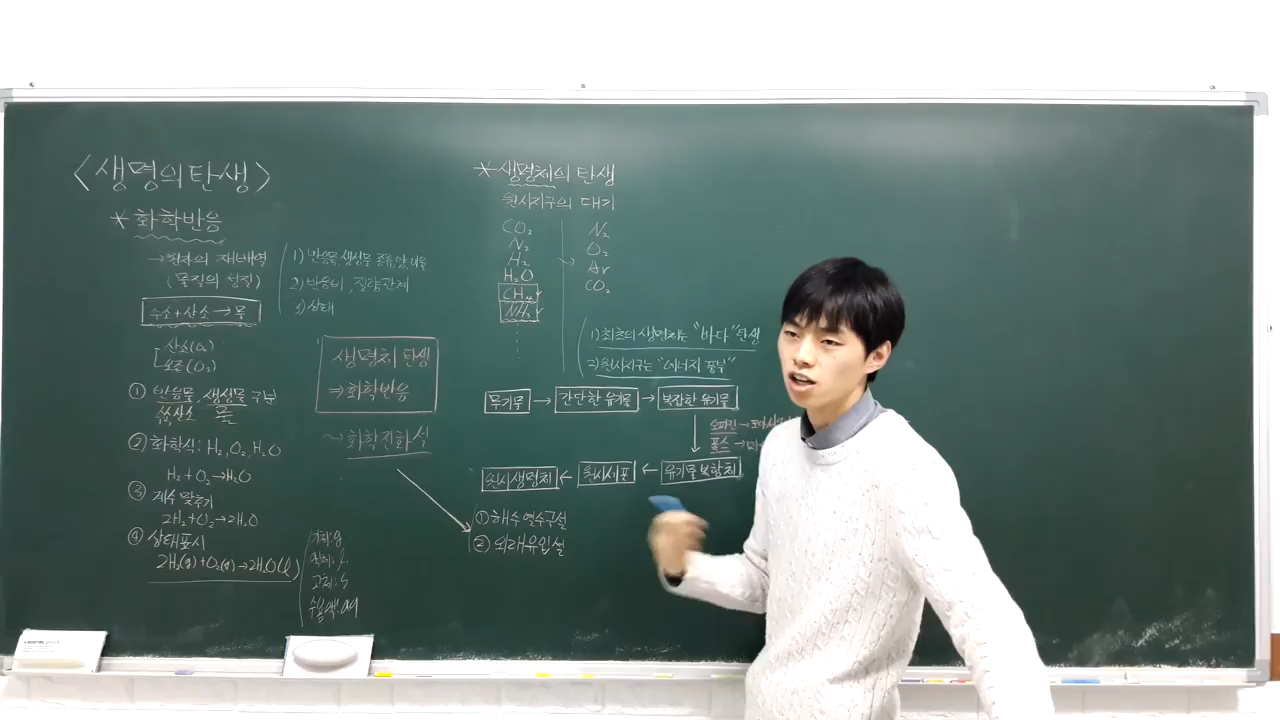 <생명의 탄생>
* 화학반응
→ 원자의 재배열
(물질의 성질)
수소+산소→물
산소(O₂)
오존(O₃)
① 반응물, 생성물 구분
수소,산소 물
② 화학식: H₂, O₂, H₂O
H₂+O₂→H₂O
③ 계수 맞추기
2H₂+O₂→2H₂O
④ 상태표시
2H₂(g)+O₂(g)→2H₂O(l)
기체:g
액체:l
고체:s
수용액:aq
1) 반응물,생성물 종류,양,비율
2) 반응비, 질량관계
3) 상태
생명체 탄생
⇒화학반응
~화학진화설
* 생명체의 탄생
원시지구의 대기
CO₂
N₂
H₂
H₂O
CH₄
NH₃
N₂
O₂
Ar
CO₂
1) 최초의 생명체는 "바다" 탄생
2) 원시지구는 "에너지 풍부"
무기물 → 간단한 유기물 → 복잡한 유기물
오파린 →
폭스 →
원시생명체 ← 원시세포 ← 유기물 복합체
① 해수 열수구설
② 외래유입설